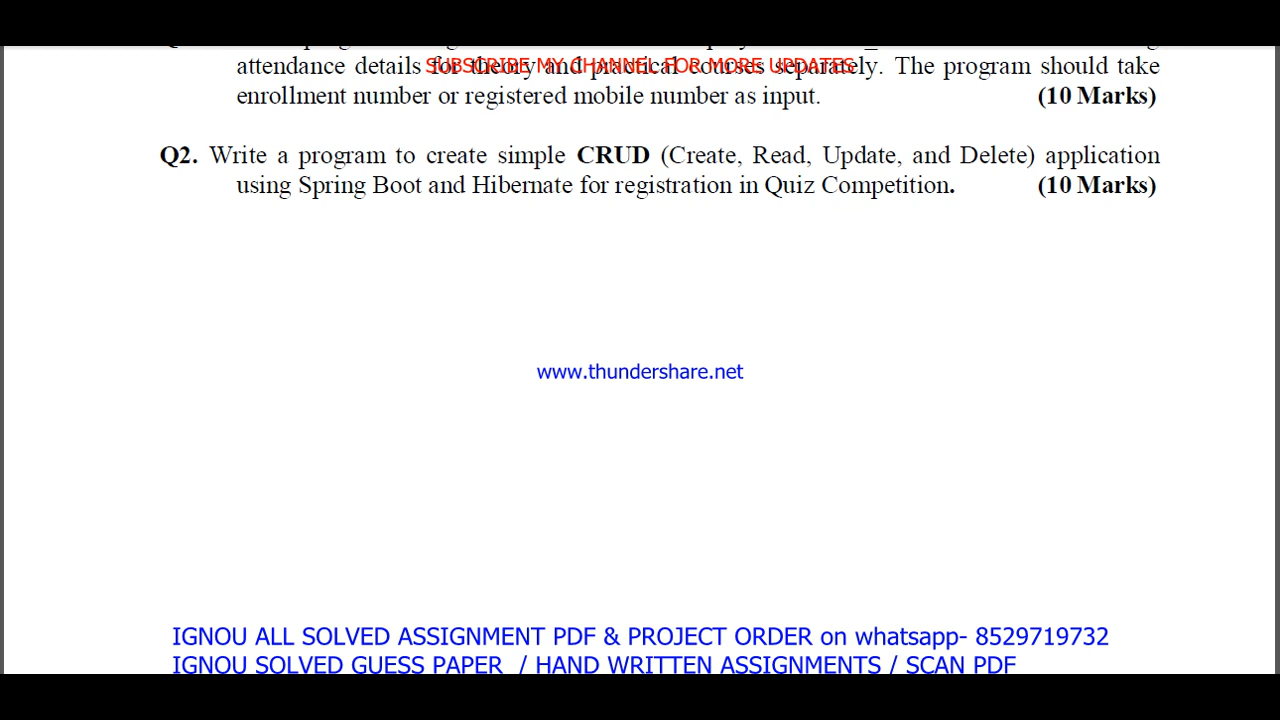 attendance details for theory and practical courses separately. The program should take
SUBSCRIBE MY CHANNEL FOR MORE UPDATES
enrollment number or registered mobile number as input. (10 Marks)
Q2. Write a program to create simple CRUD (Create, Read, Update, and Delete) application
using Spring Boot and Hibernate for registration in Quiz Competition. (10 Marks)
www.thundershare.net
IGNOU ALL SOLVED ASSIGNMENT PDF & PROJECT ORDER on whatsapp- 8529719732
IGNOU SOLVED GUESS PAPER / HAND WRITTEN ASSIGNMENTS / SCAN PDF